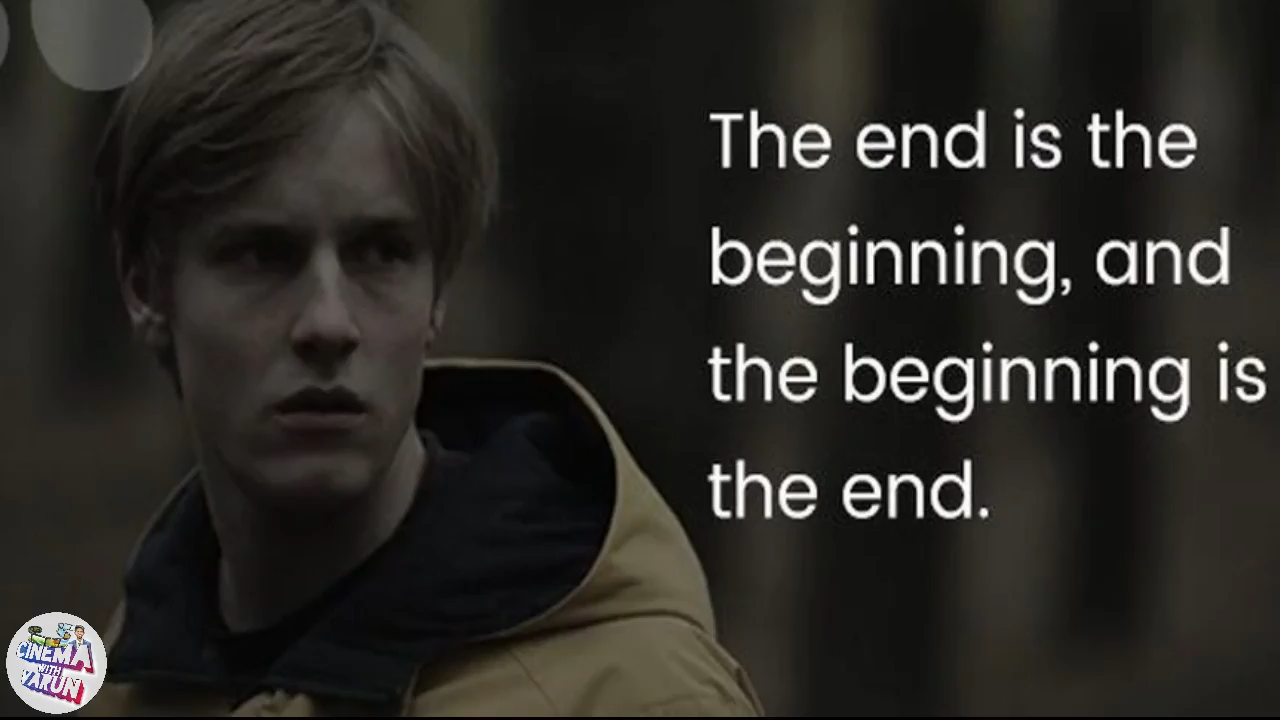 The end is the
beginning, and
the beginning is
the end.
CINEMA
WITH
VARUN